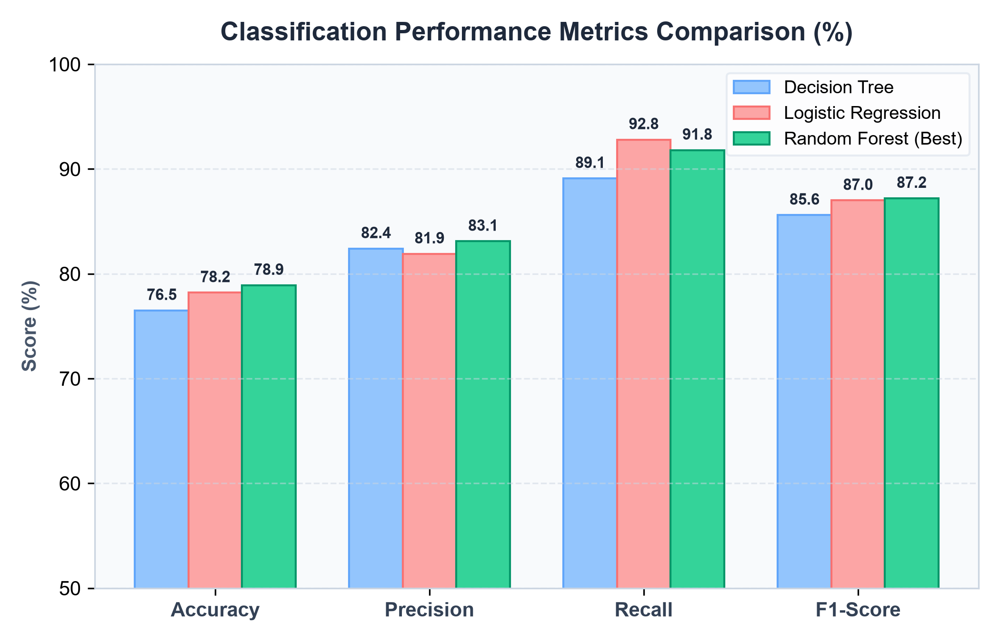 Classification Performance Metrics Comparison (%)
100
90
80
70
60
50
Score (%)
Decision Tree
Logistic Regression
Random Forest (Best)
76.5
78.2
78.9
82.4
81.9
83.1
89.1
92.8
91.8
85.6
87.0
87.2
Accuracy
Precision
Recall
F1-Score